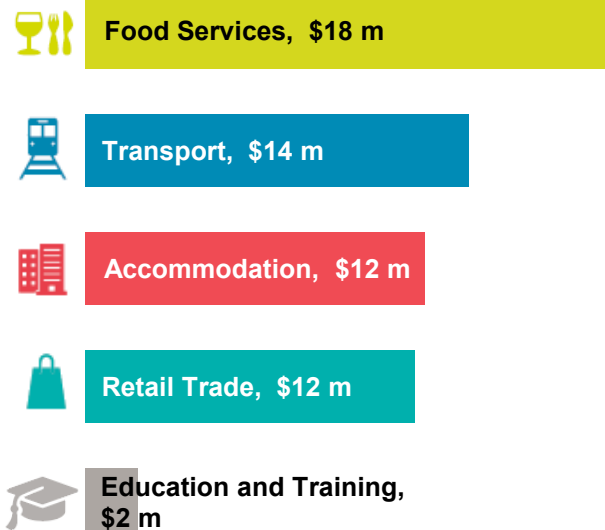 Food Services, $18 m
Transport, $14 m
Accommodation, $12 m
Retail Trade, $12 m
Education and Training,
$2 m